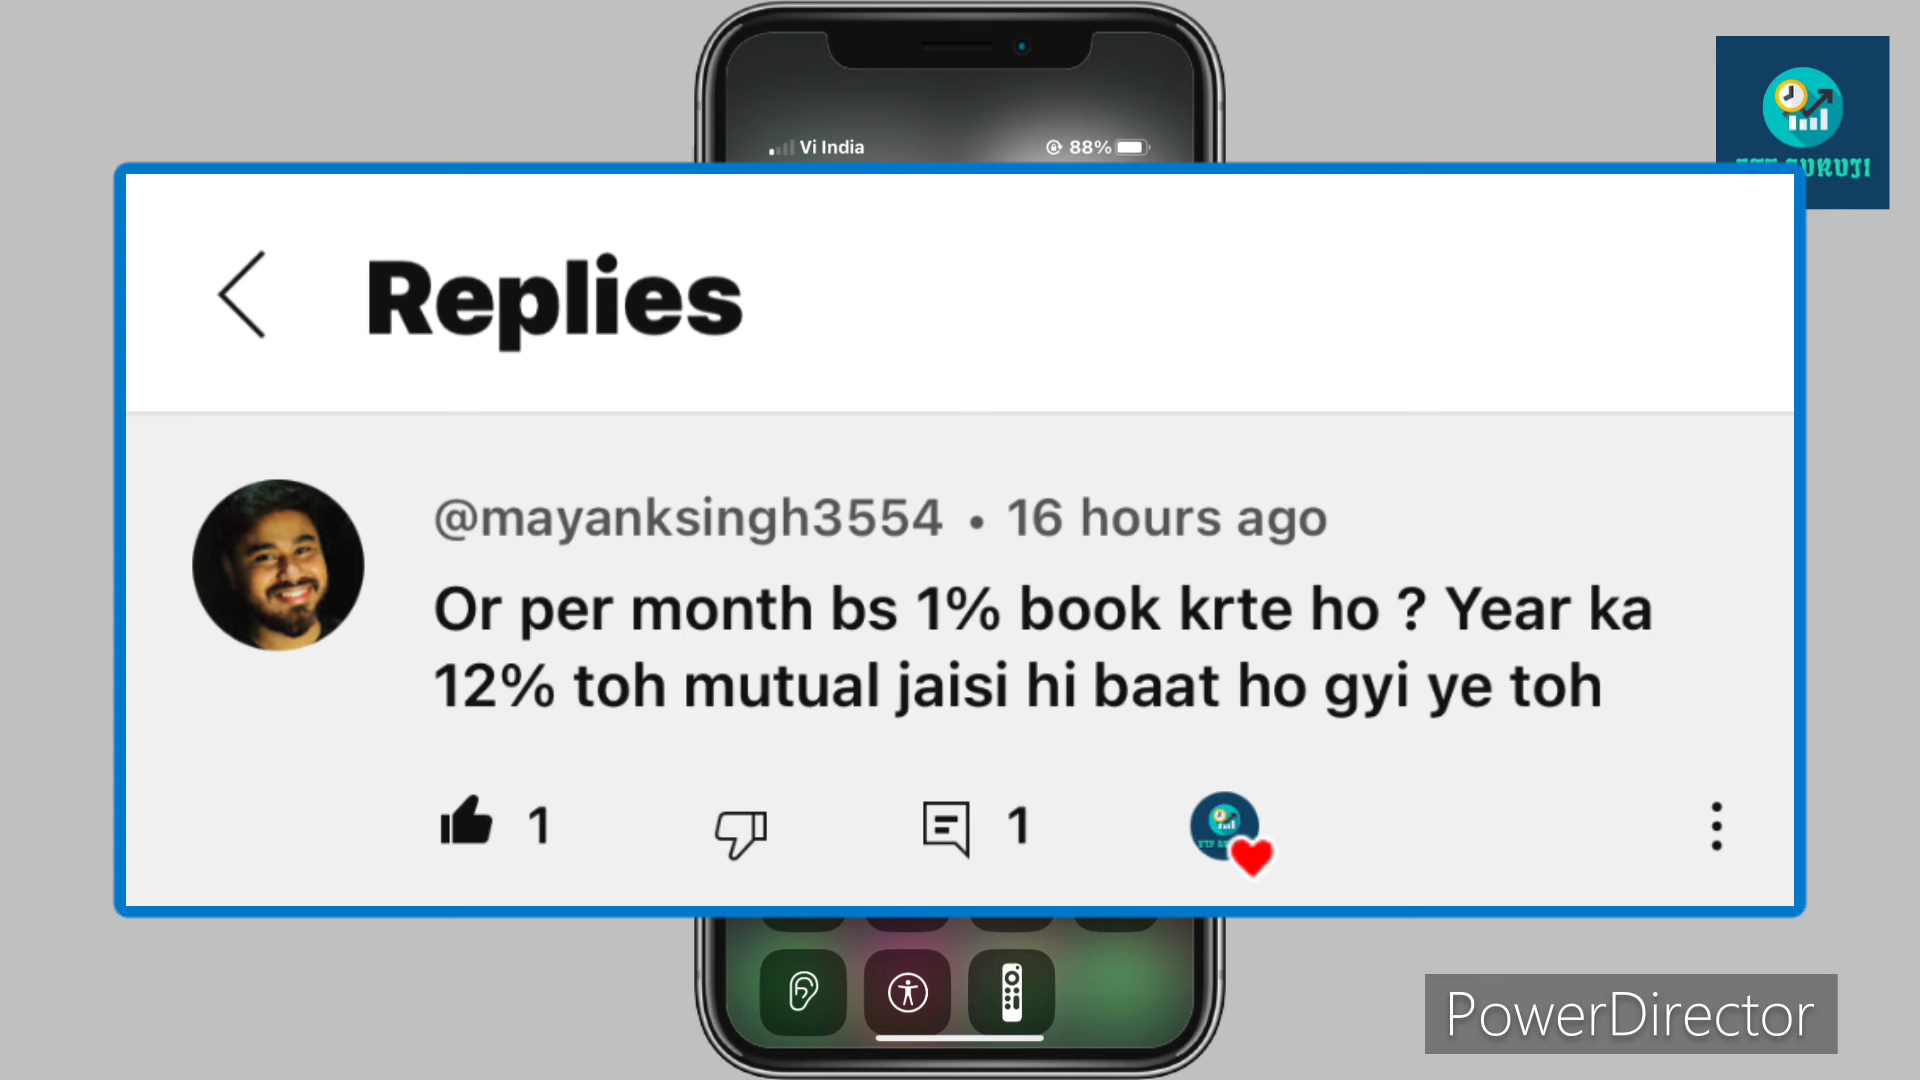 Vi India
88%
Replies
@mayanksingh3554 • 16 hours ago
Or per month bs 1% book krte ho ? Year ka
12% toh mutual jaisi hi baat ho gyi ye toh
1
1
PowerDirector